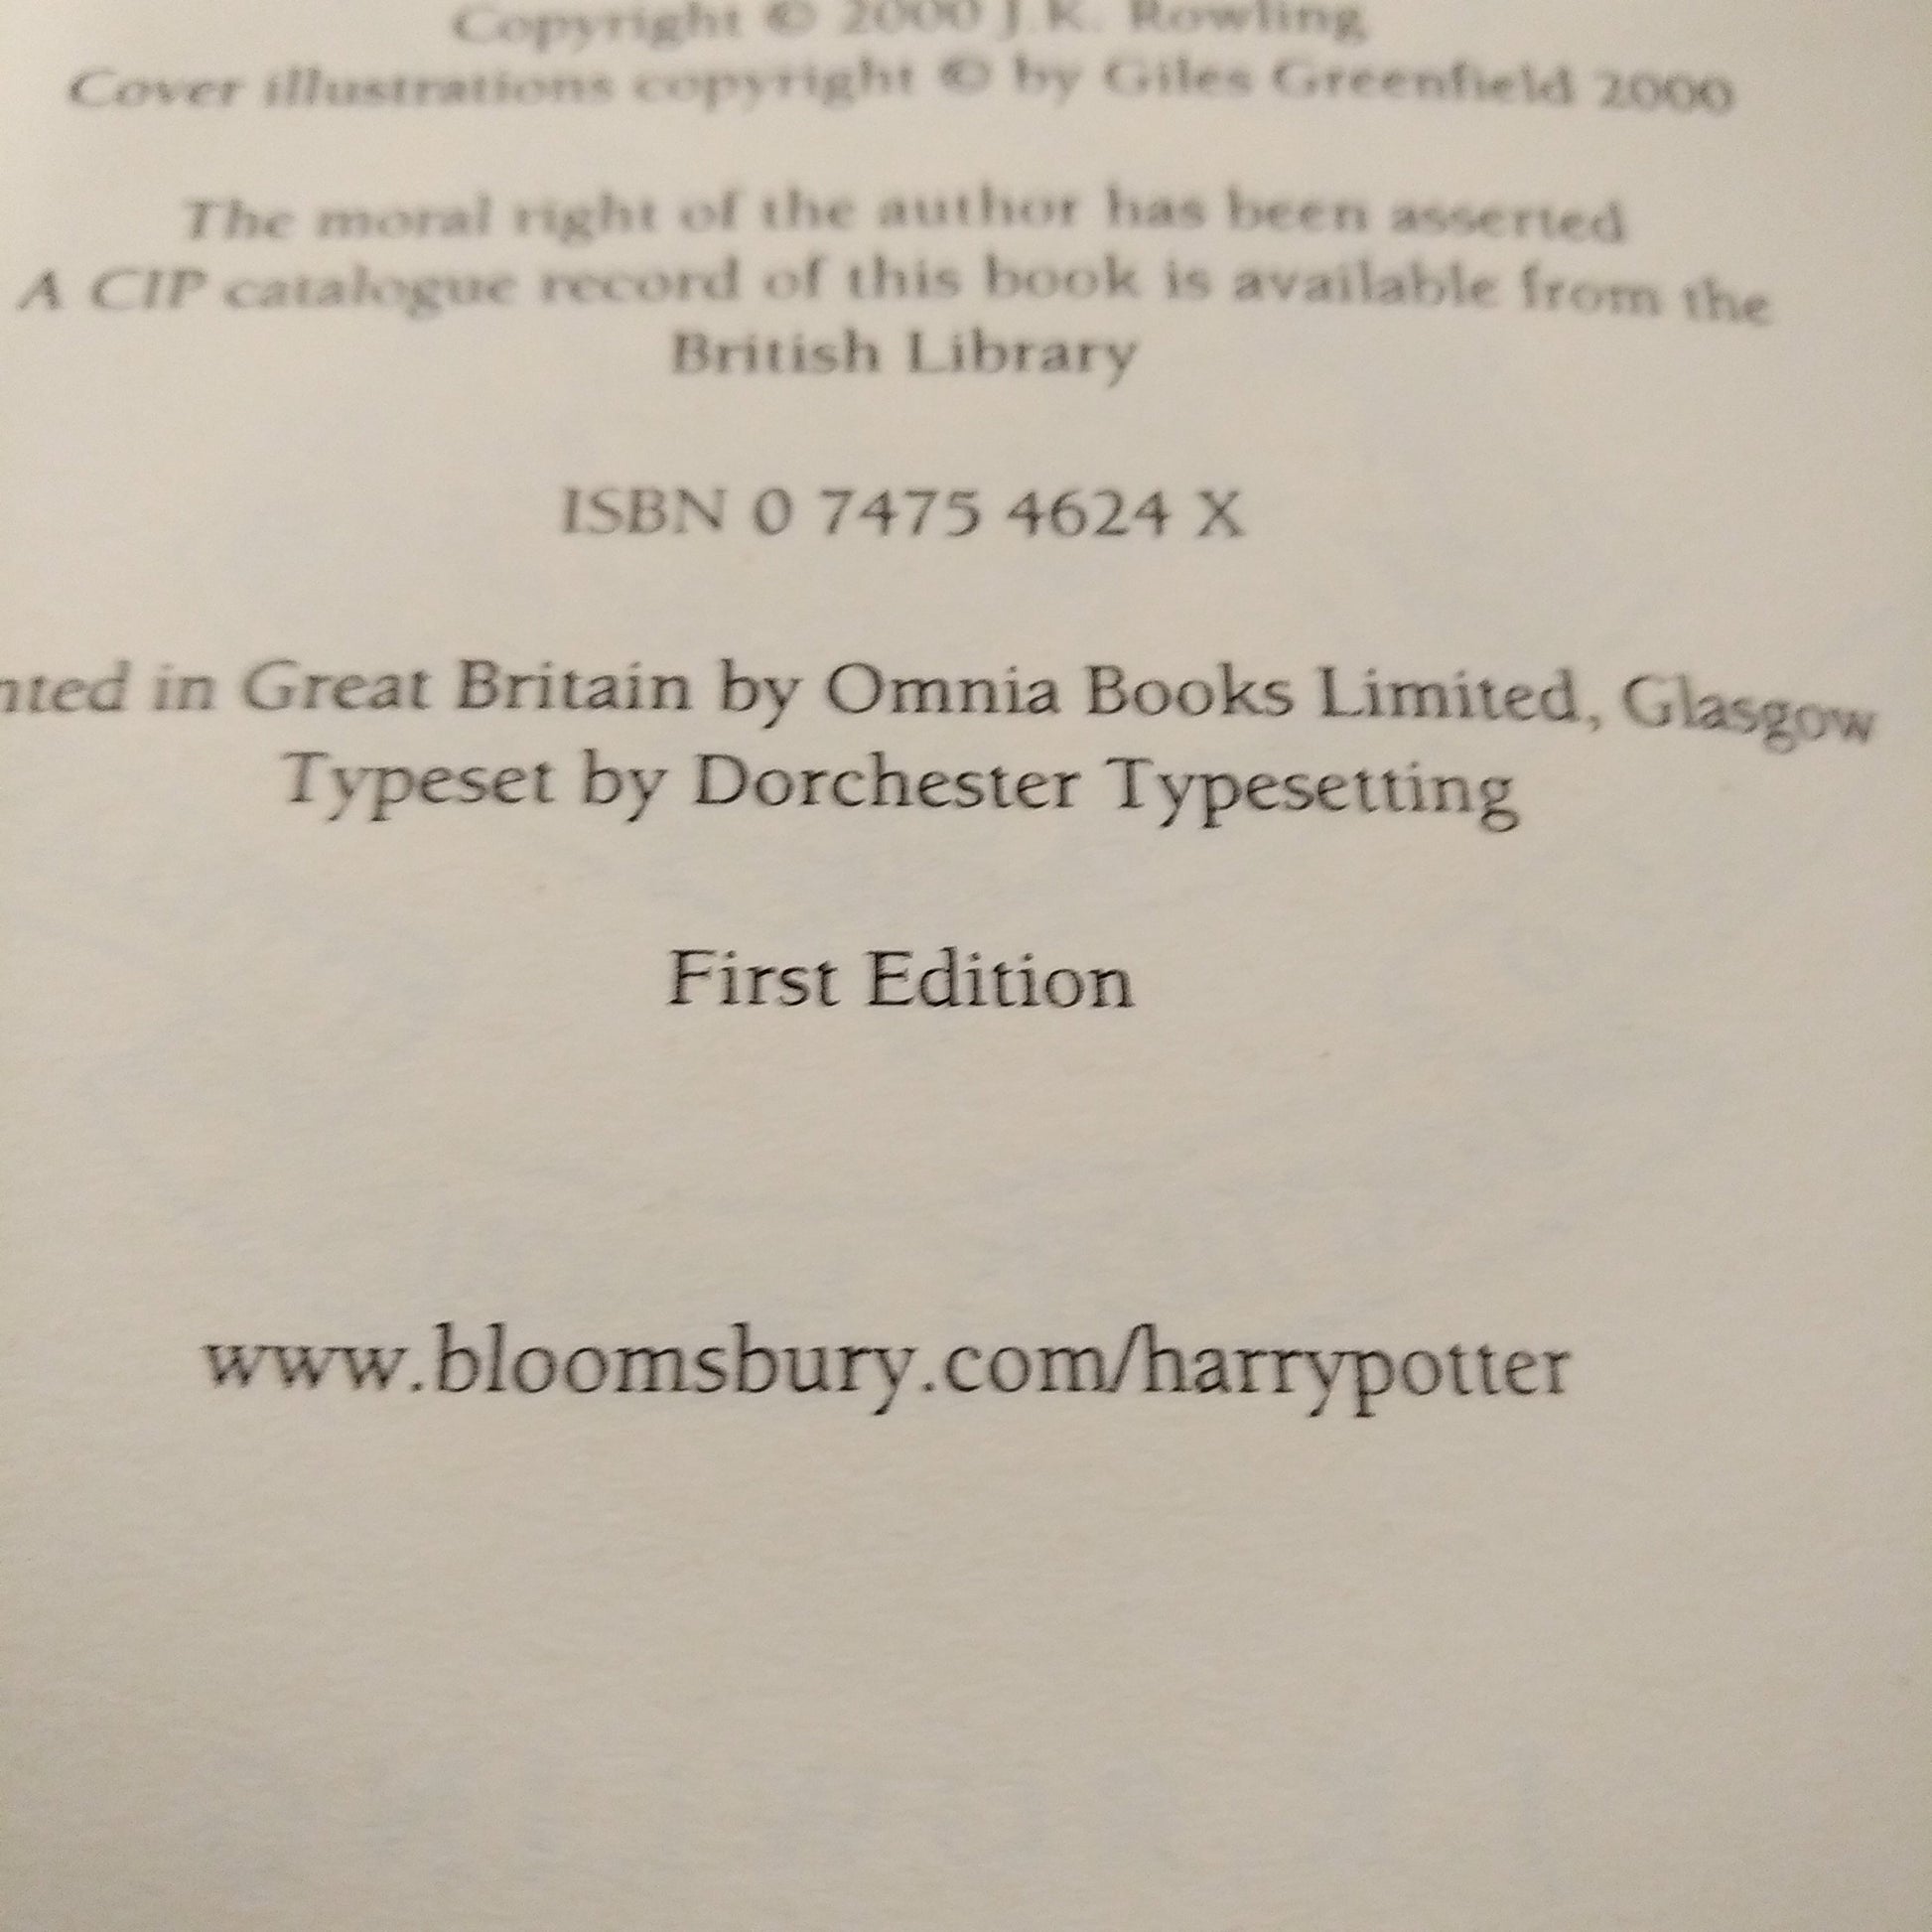 Copyright © 2000 J.K. Rowling
Cover illustrations copyright © by Giles Greenfield 2000
The moral right of the author has been asserted
A CIP catalogue record of this book is available from the
British Library
ISBN 0 7475 4624 X
nted in Great Britain by Omnia Books Limited, Glasgow
Typeset by Dorchester Typesetting
First Edition
www.bloomsbury.com/harrypotter